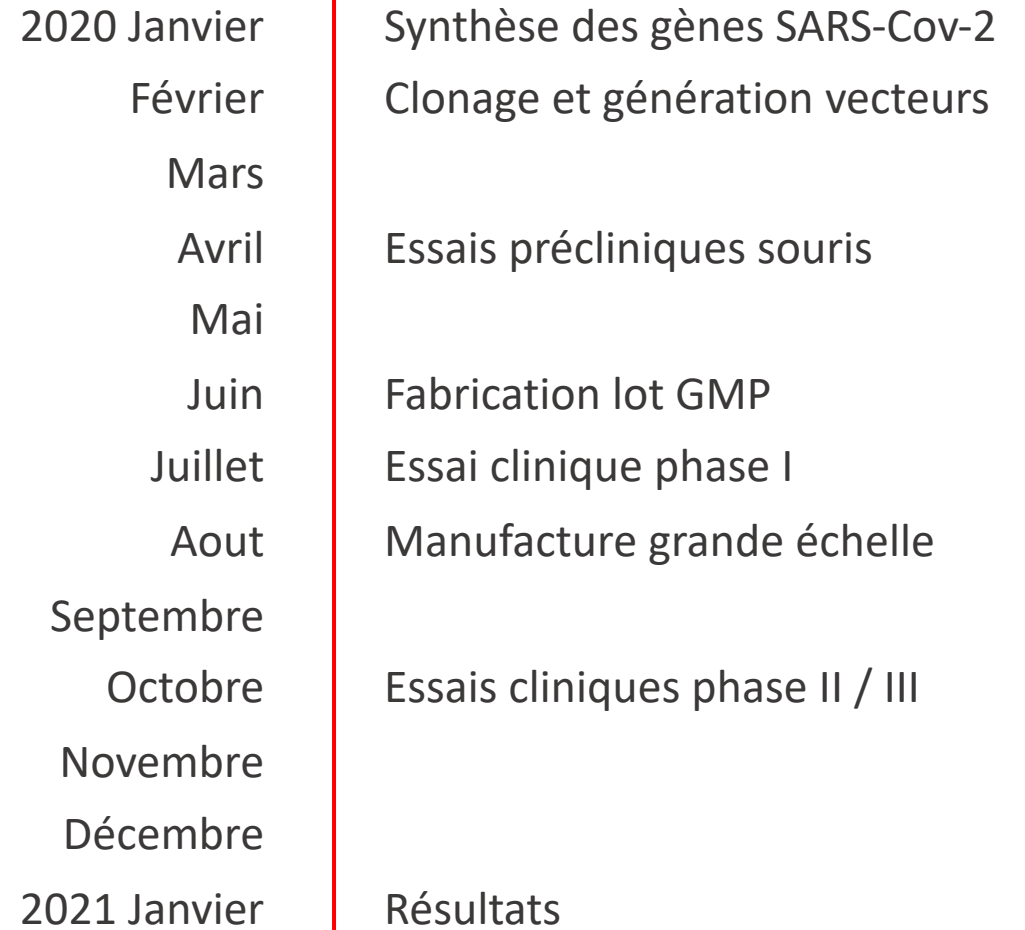 2020 Janvier Synthèse des gènes SARS-Cov-2
Février Clonage et génération vecteurs
Mars
Avril Essais précliniques souris
Mai
Juin Fabrication lot GMP
Juillet Essai clinique phase I
Aout Manufacture grande échelle
Septembre
Octobre Essais cliniques phase II / III
Novembre
Décembre
2021 Janvier Résultats